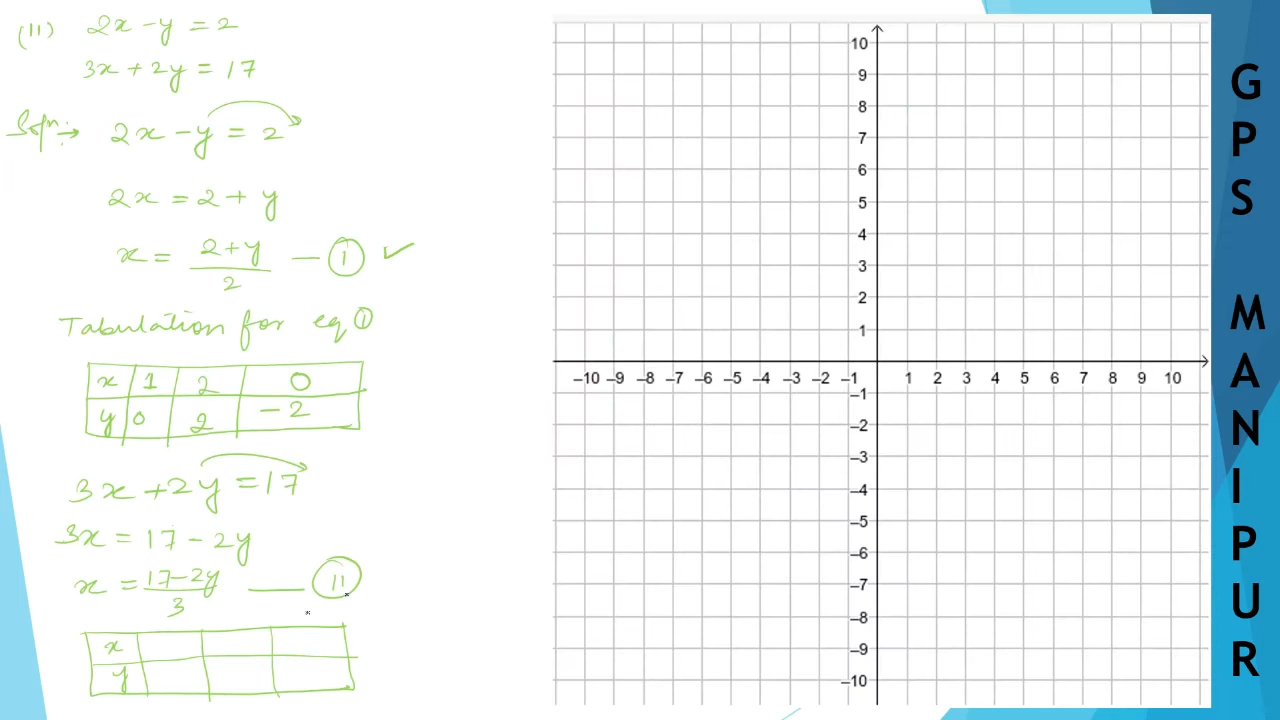 (II) 2x - y = 2
3x + 2y = 17
Soln: → 2x - y = 2
2x = 2 + y
x = (2 + y)/2 — ① ✓
Tabulation for eq ①
x 1 2 0
y 0 2 -2
3x + 2y = 17
3x = 17 - 2y
x = (17 - 2y)/3 — (II)
x
y
10
9
8
7
6
5
4
3
2
1
–10 –9 –8 –7 –6 –5 –4 –3 –2 –1 1 2 3 4 5 6 7 8 9 10
–1
–2
–3
–4
–5
–6
–7
–8
–9
–10
G
P
S
M
A
N
I
P
U
R